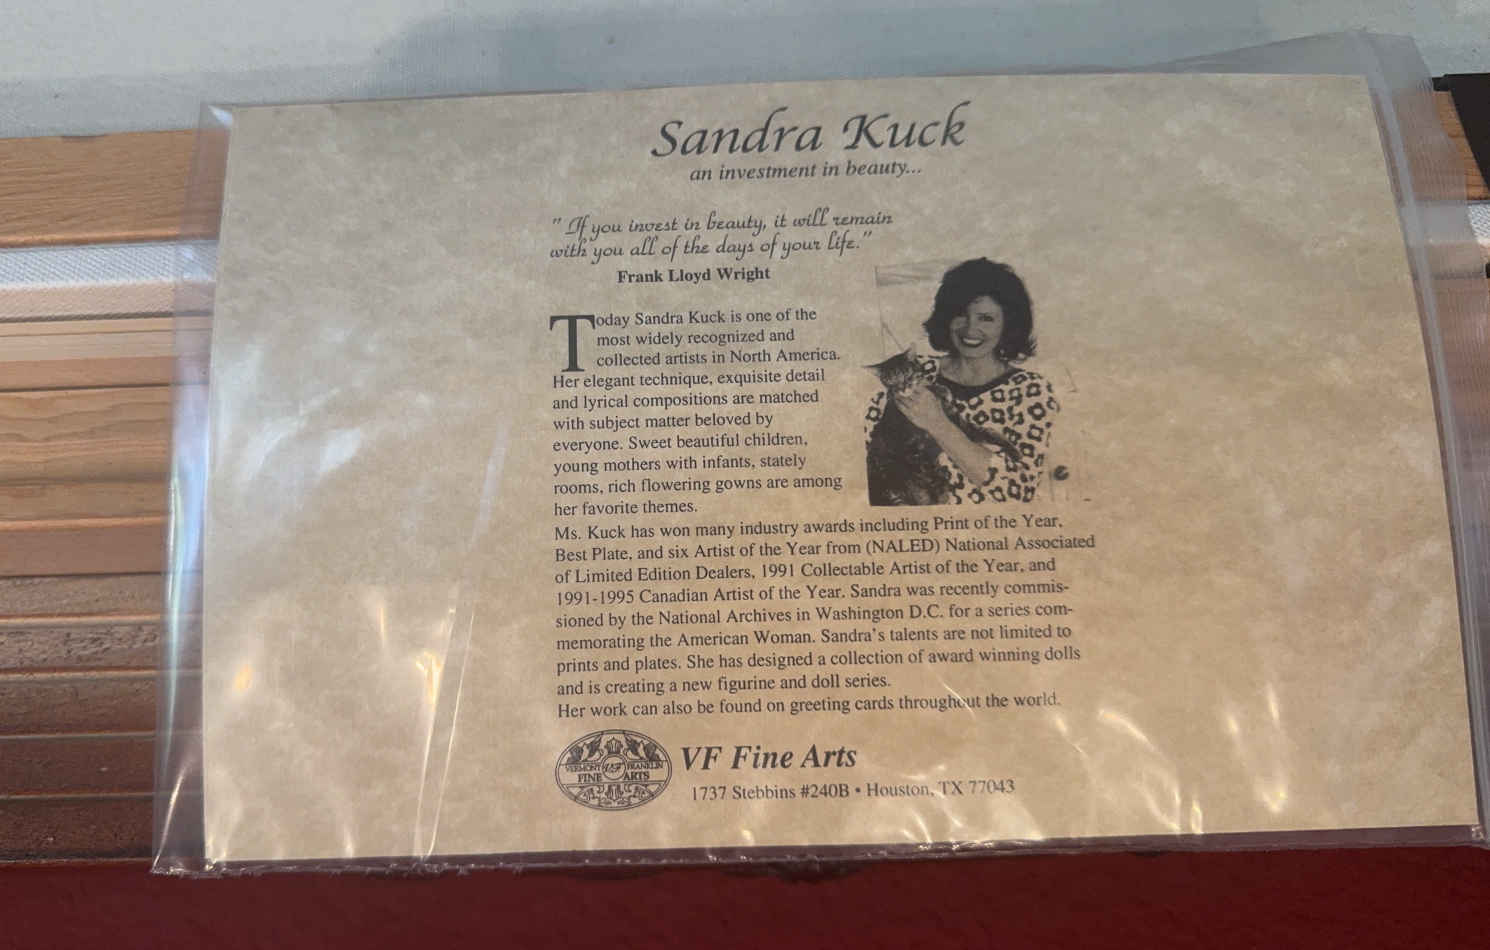 Sandra Kuck
an investment in beauty...
" If you invest in beauty, it will remain
with you all of the days of your life."
Frank Lloyd Wright
Today Sandra Kuck is one of the
most widely recognized and
collected artists in North America.
Her elegant technique, exquisite detail
and lyrical compositions are matched
with subject matter beloved by
everyone. Sweet beautiful children,
young mothers with infants, stately
rooms, rich flowering gowns are among
her favorite themes.
Ms. Kuck has won many industry awards including Print of the Year,
Best Plate, and six Artist of the Year from (NALED) National Associated
of Limited Edition Dealers, 1991 Collectable Artist of the Year, and
1991-1995 Canadian Artist of the Year. Sandra was recently commis-
sioned by the National Archives in Washington D.C. for a series com-
memorating the American Woman. Sandra's talents are not limited to
prints and plates. She has designed a collection of award winning dolls
and is creating a new figurine and doll series.
Her work can also be found on greeting cards throughout the world.
VERMONT FRANKLIN
FINE ARTS
VF Fine Arts
1737 Stebbins #240B • Houston, TX 77043